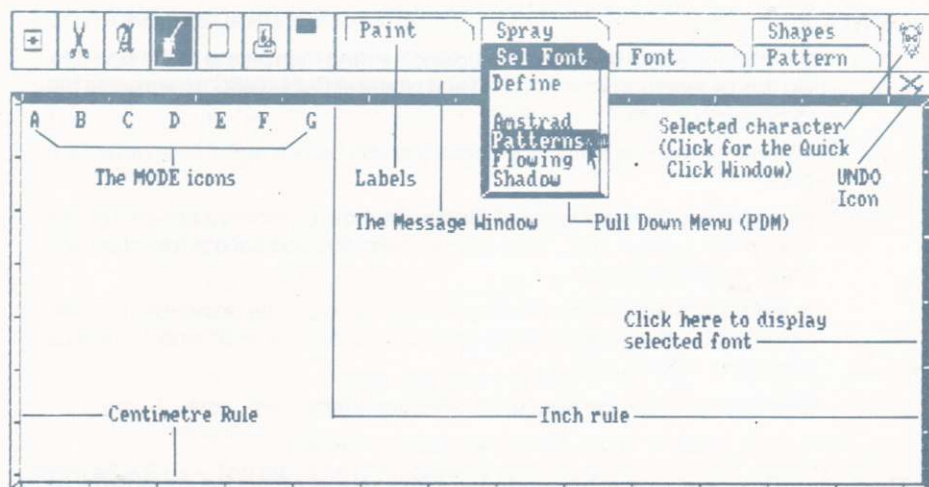 Paint Spray Shapes
Sel Font Font Pattern
Define
Amstrad
Patterns
Flowing
Shadow
A B C D E F G
The MODE icons
Labels
Selected character
(Click for the Quick
Click Window)
UNDO
Icon
The Message Window
Pull Down Menu (PDM)
Click here to display
selected font
Centimetre Rule
Inch rule